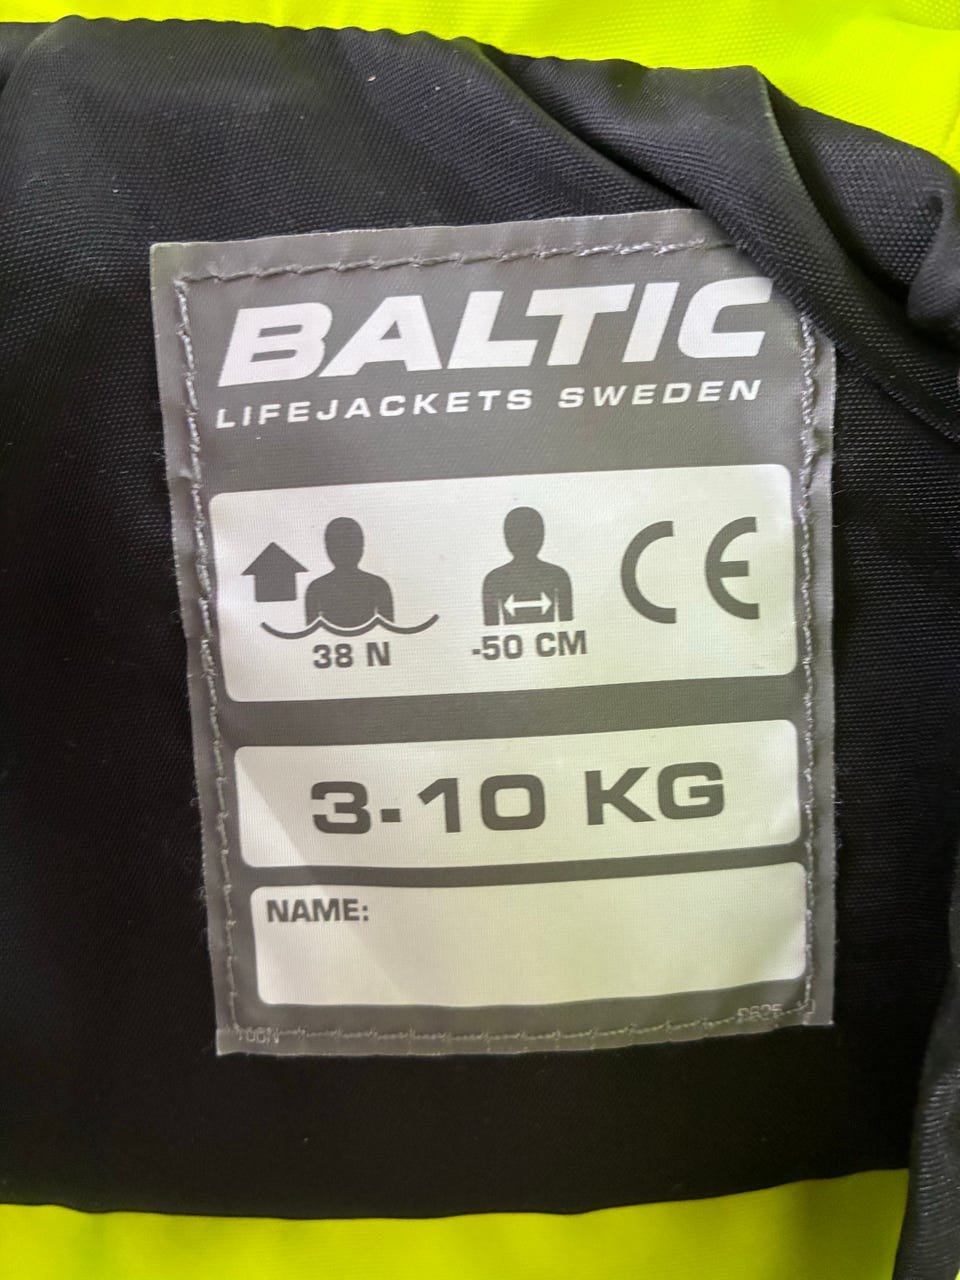 BALTIC
LIFEJACKETS SWEDEN
38 N
-50 CM
CE
3-10 KG
NAME: